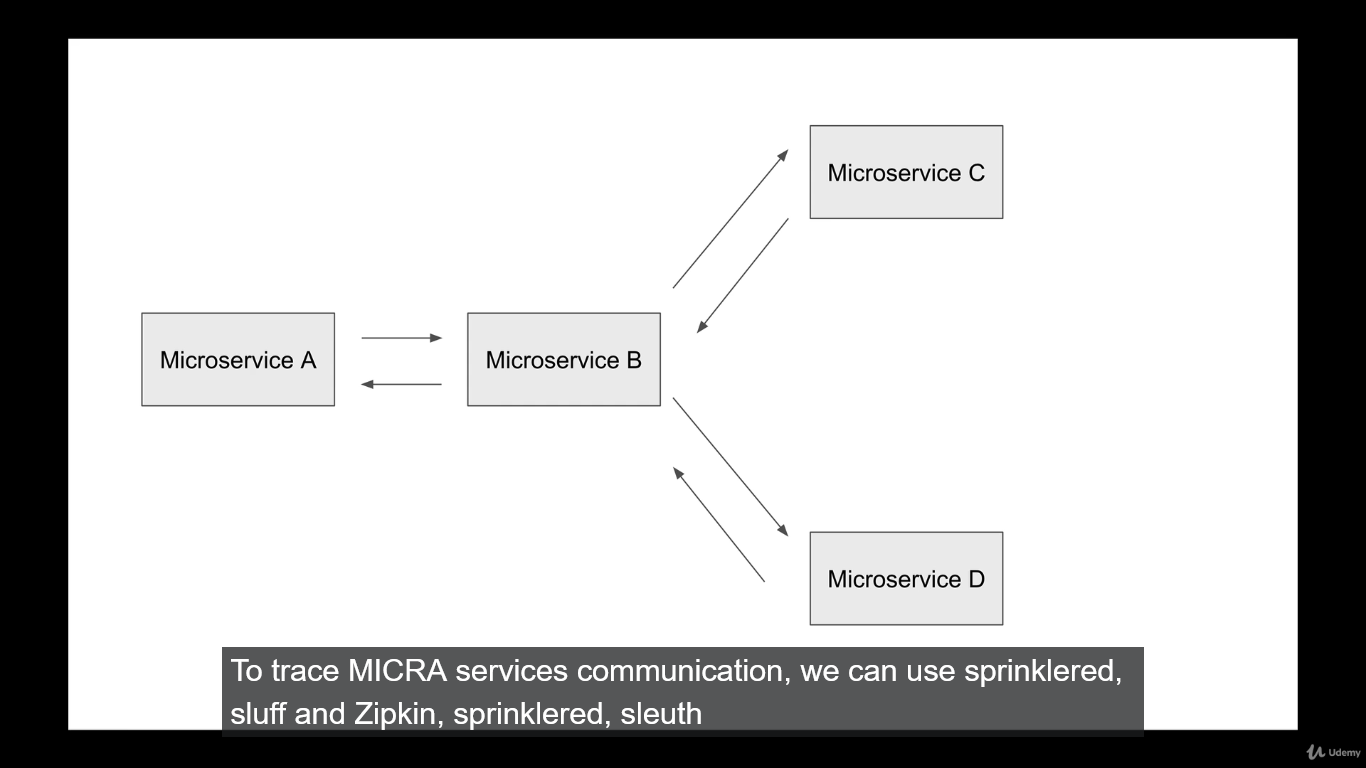 Microservice C
Microservice A
Microservice B
Microservice D
To trace MICRA services communication, we can use sprinklered,
sluff and Zipkin, sprinklered, sleuth
Udemy